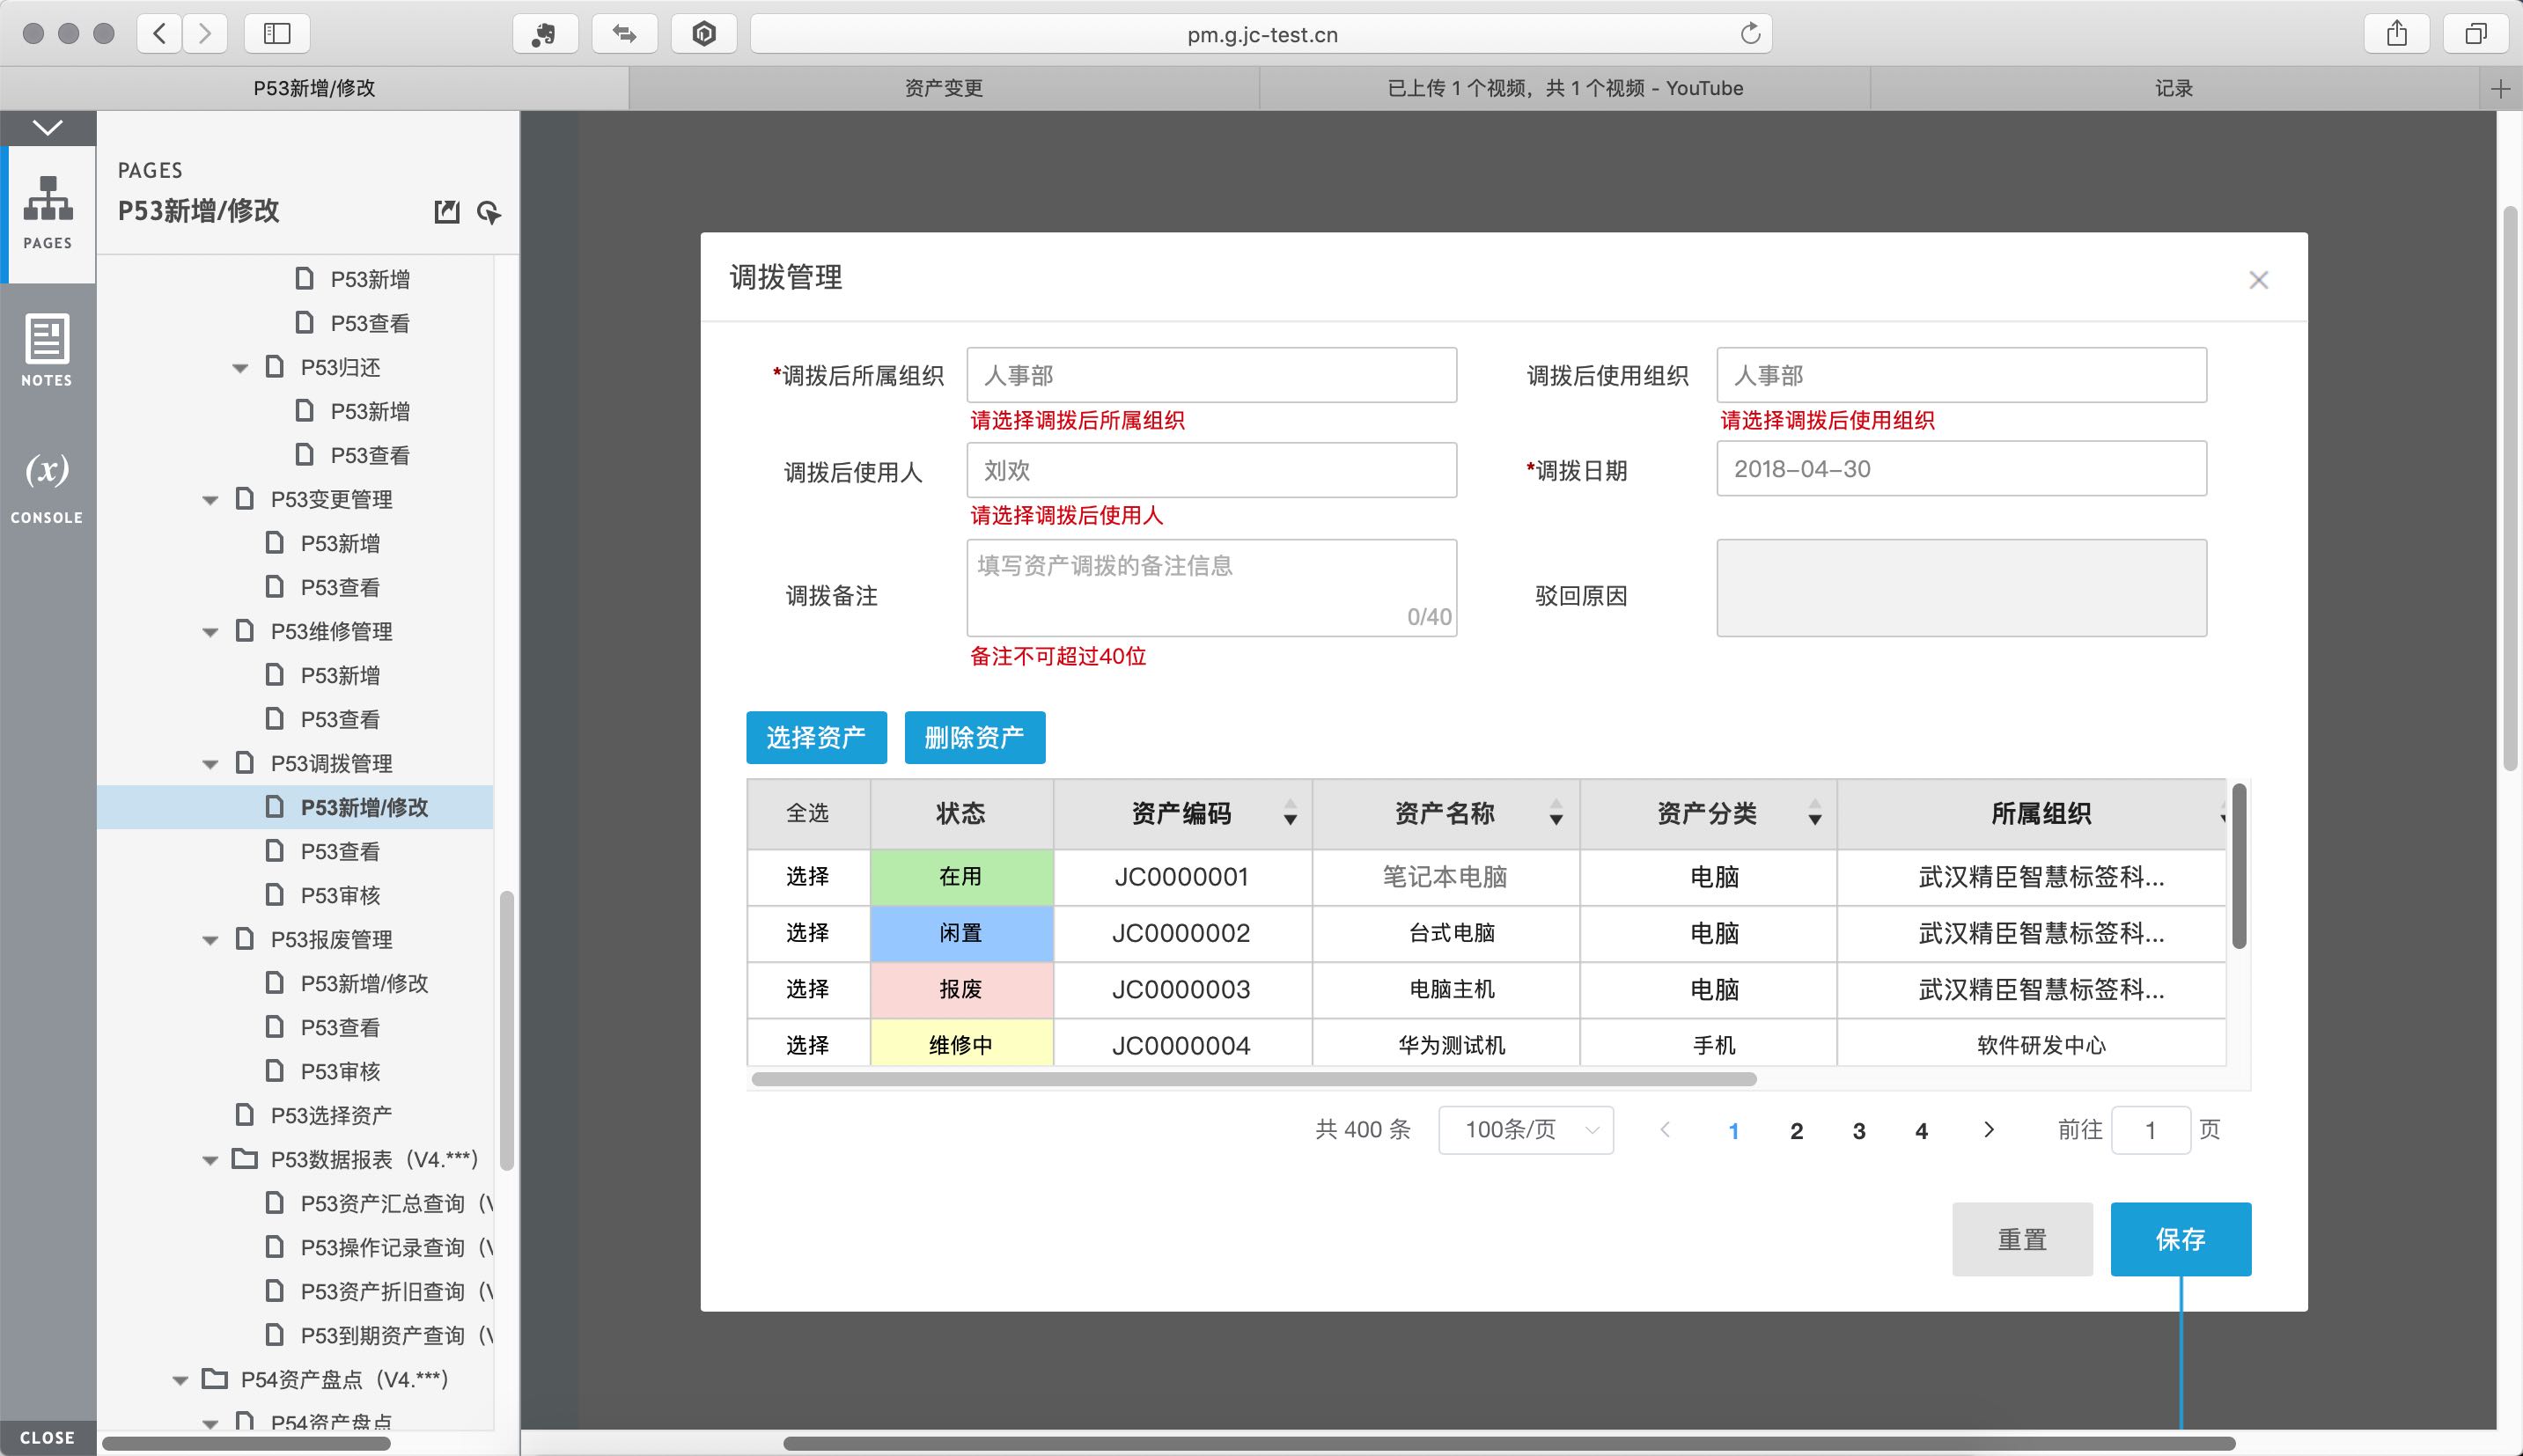 pm.g.jc-test.cn
P53新增/修改
资产变更
已上传 1 个视频，共 1 个视频 - YouTube
记录
PAGES
NOTES
(x)
CONSOLE
CLOSE
PAGES
P53新增/修改
P53新增
P53查看
P53归还
P53新增
P53查看
P53变更管理
P53新增
P53查看
P53维修管理
P53新增
P53查看
P53调拨管理
P53新增/修改
P53查看
P53审核
P53报废管理
P53新增/修改
P53查看
P53审核
P53选择资产
P53数据报表（V4.***）
P53资产汇总查询（V
P53操作记录查询（V
P53资产折旧查询（V
P53到期资产查询（V
P54资产盘点（V4.***）
P54资产盘点
调拨管理
*调拨后所属组织 人事部 调拨后使用组织 人事部
请选择调拨后所属组织 请选择调拨后使用组织
调拨后使用人 刘欢 *调拨日期 2018-04-30
请选择调拨后使用人
调拨备注 填写资产调拨的备注信息 0/40 驳回原因
备注不可超过40位
选择资产 删除资产
全选 状态 资产编码 资产名称 资产分类 所属组织
选择 在用 JC0000001 笔记本电脑 电脑 武汉精臣智慧标签科...
选择 闲置 JC0000002 台式电脑 电脑 武汉精臣智慧标签科...
选择 报废 JC0000003 电脑主机 电脑 武汉精臣智慧标签科...
选择 维修中 JC0000004 华为测试机 手机 软件研发中心
共 400 条 100条/页 1 2 3 4 前往 1 页
重置 保存